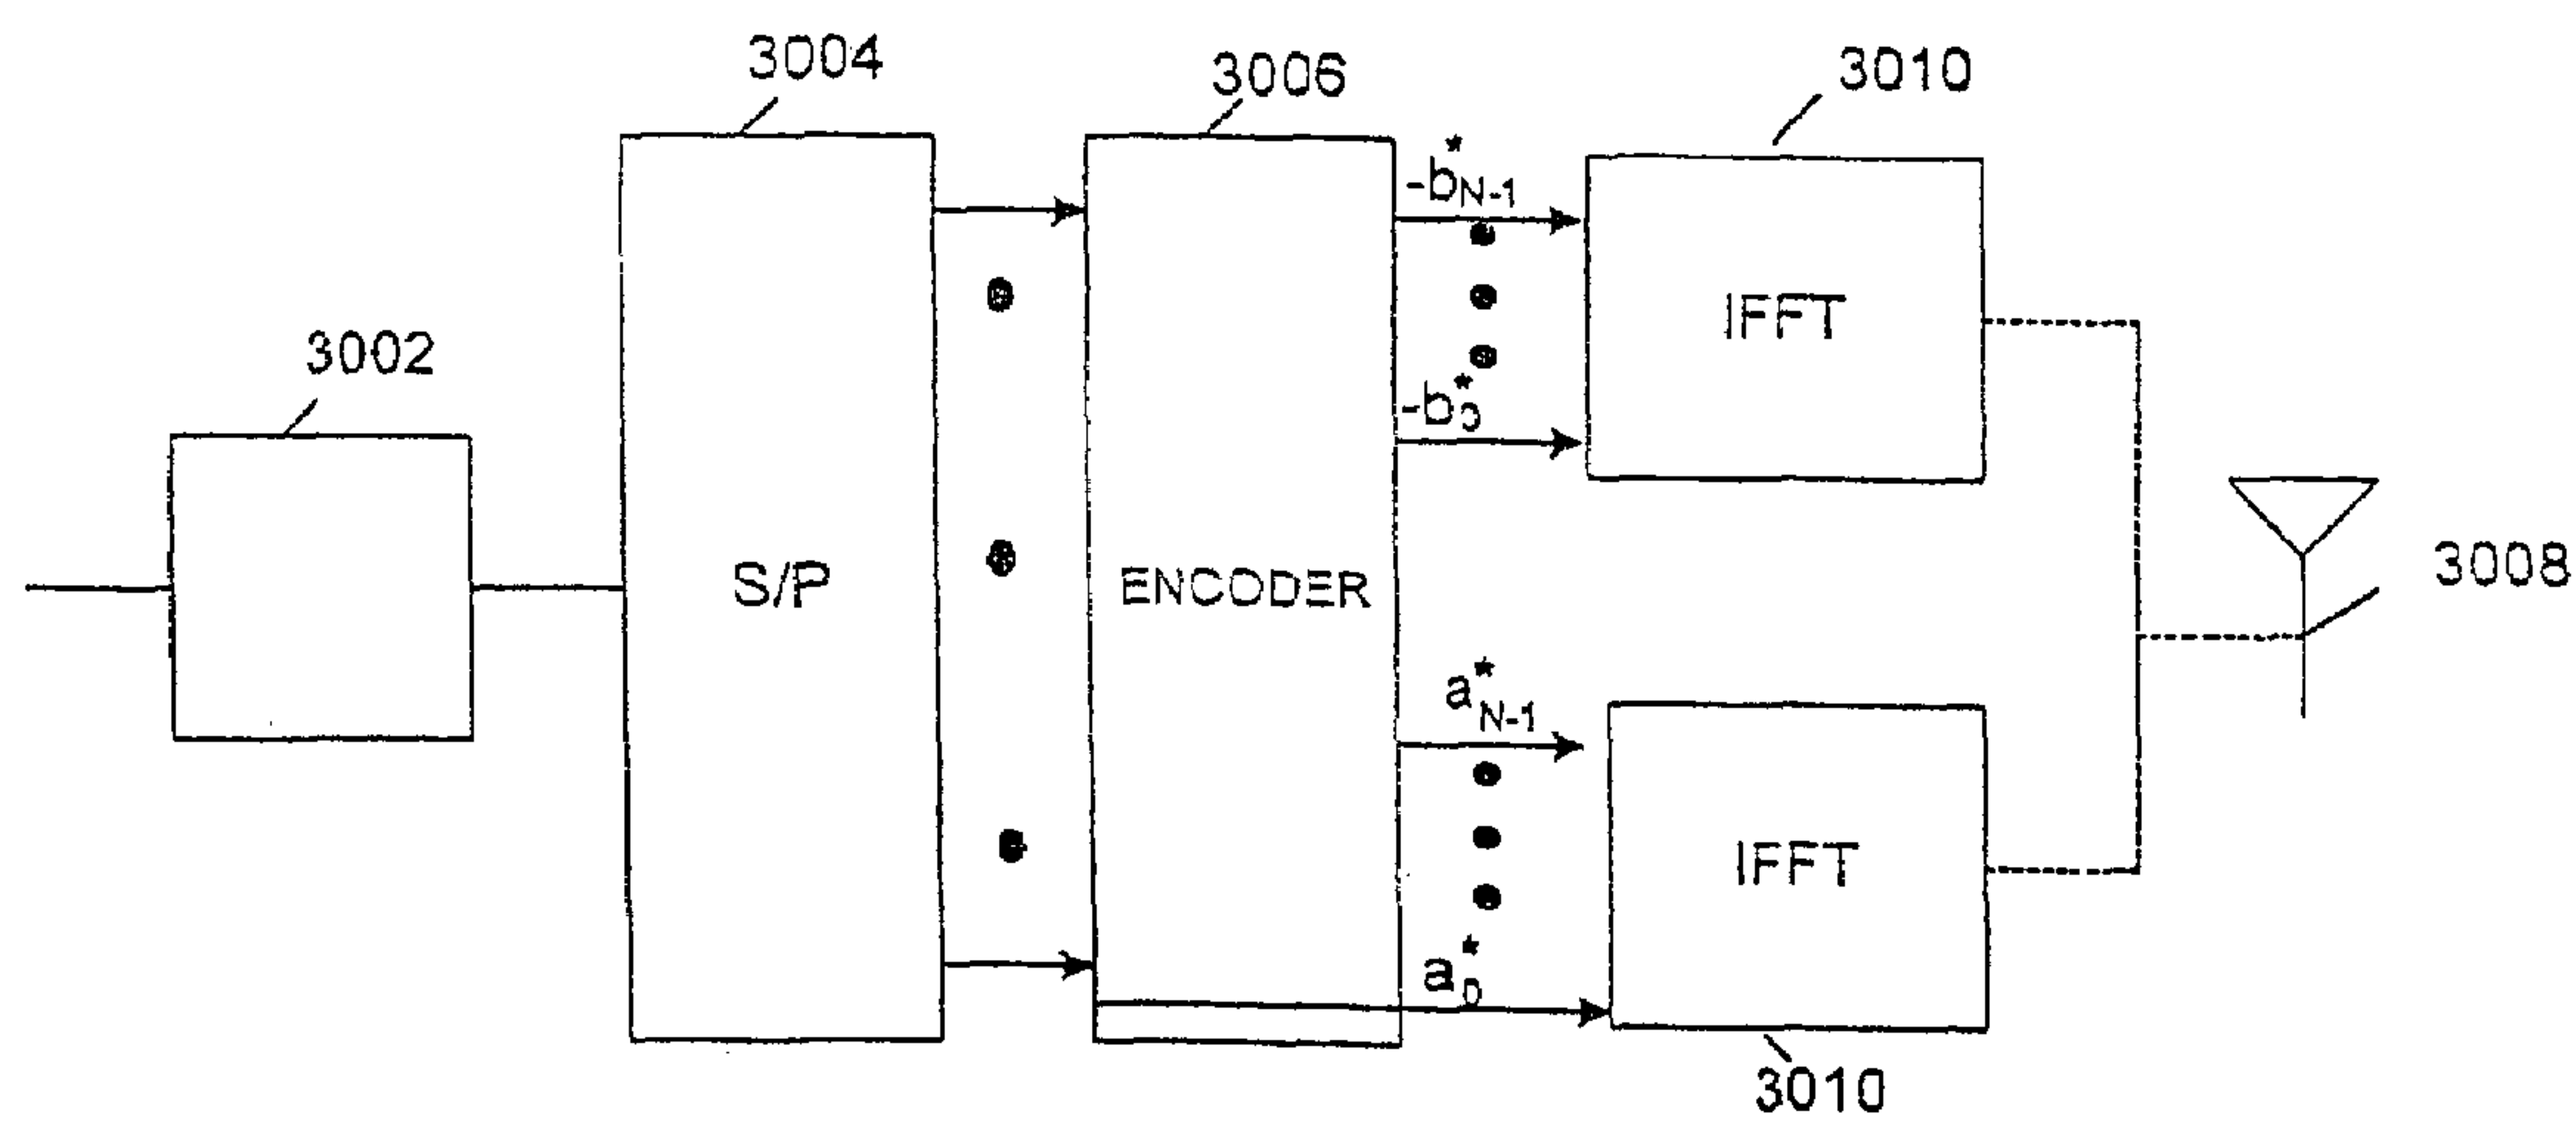 3004
3006
3010
3002
-b*N-1
-b*0
S/P
ENCODER
IFFT
3008
a*N-1
a*0
IFFT
3010